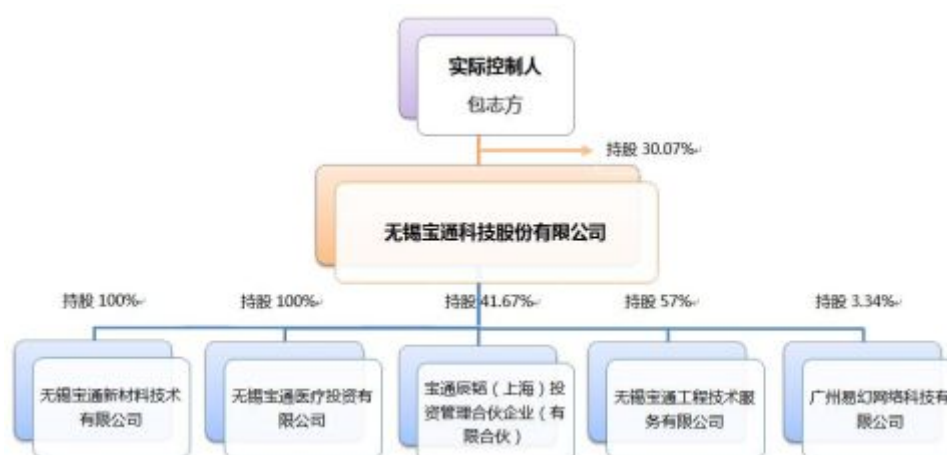 实际控制人
包志方
持股 30.07%
无锡宝通科技股份有限公司
持股 100%
持股 100%
持股 41.67%
持股 57%
持股 3.34%
无锡宝通新材料技术
有限公司
无锡宝通医疗投资有
限公司
宝通辰韬（上海）投
资管理合伙企业（有
限合伙）
无锡宝通工程技术服
务有限公司
广州易幻网络科技有
限公司